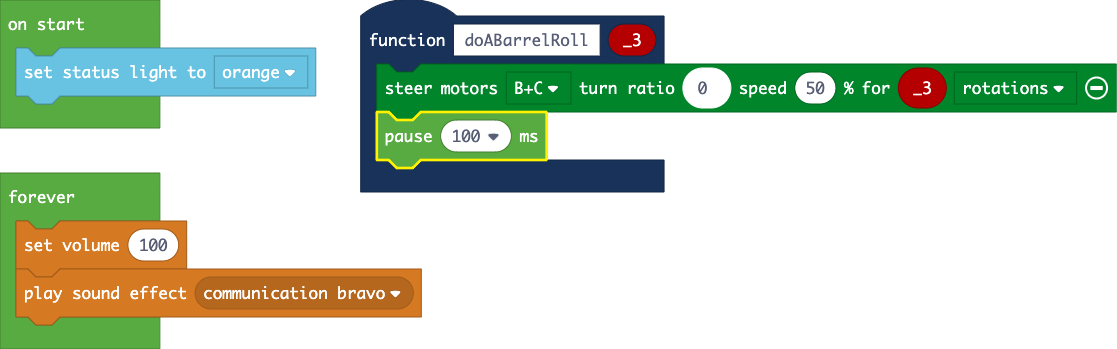 on start
set status light to orange
function doABarrelRoll _3
steer motors B+C turn ratio 0 speed 50 % for _3 rotations
pause 100 ms
forever
set volume 100
play sound effect communication bravo